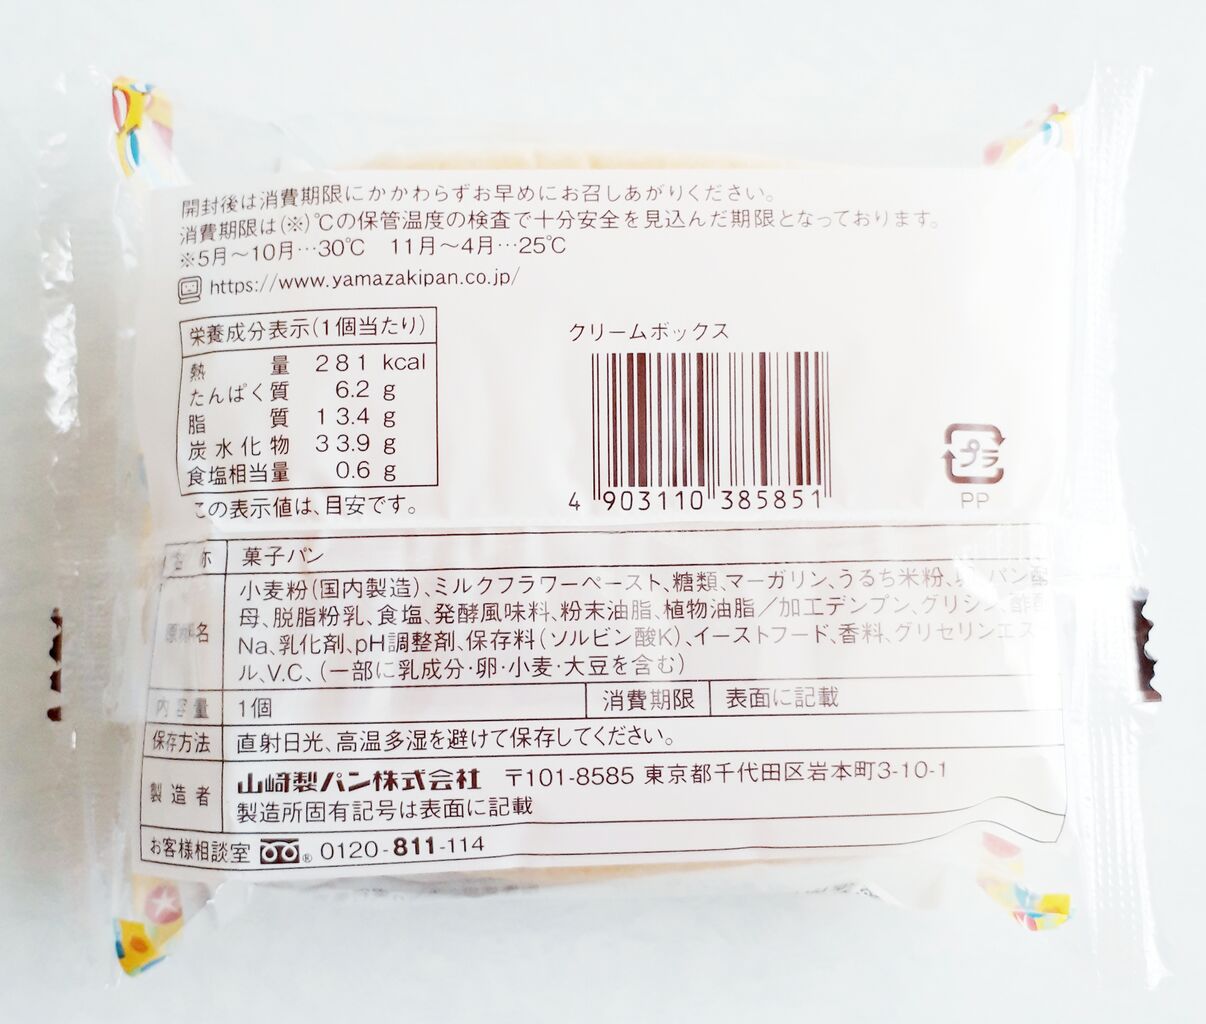 開封後は消費期限にかかわらずお早めにお召しあがりください。
消費期限は(※)℃の保管温度の検査で十分安全を見込んだ期限となっております。
※5月～10月…30℃ 11月～4月…25℃
https://www.yamazakipan.co.jp/
栄養成分表示(1個当たり)
熱量 281 kcal
たんぱく質 6.2 g
脂質 13.4 g
炭水化物 33.9 g
食塩相当量 0.6 g
この表示値は、目安です。
クリームボックス
4 903110 385851
プラ
PP
名称 菓子パン
原材料名 小麦粉(国内製造)、ミルクフラワーペースト、糖類、マーガリン、うるち米粉、卵、パン酵
母、脱脂粉乳、食塩、発酵風味料、粉末油脂、植物油脂/加工デンプン、グリシン、酢酸
Na、乳化剤、pH調整剤、保存料(ソルビン酸K)、イーストフード、香料、グリセリンエス
ル、V.C、(一部に乳成分・卵・小麦・大豆を含む)
内容量 1個 消費期限 表面に記載
保存方法 直射日光、高温多湿を避けて保存してください。
製造者 山崎製パン株式会社 〒101-8585 東京都千代田区岩本町3-10-1
製造所固有記号は表面に記載
お客様相談室 ® 0120-811-114